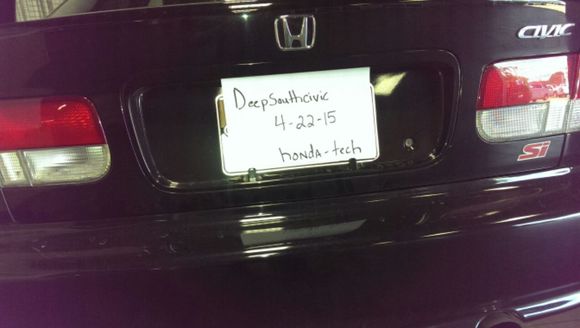 CIVIC
Deepsouthcivic
4-22-15
honda-tech
Si